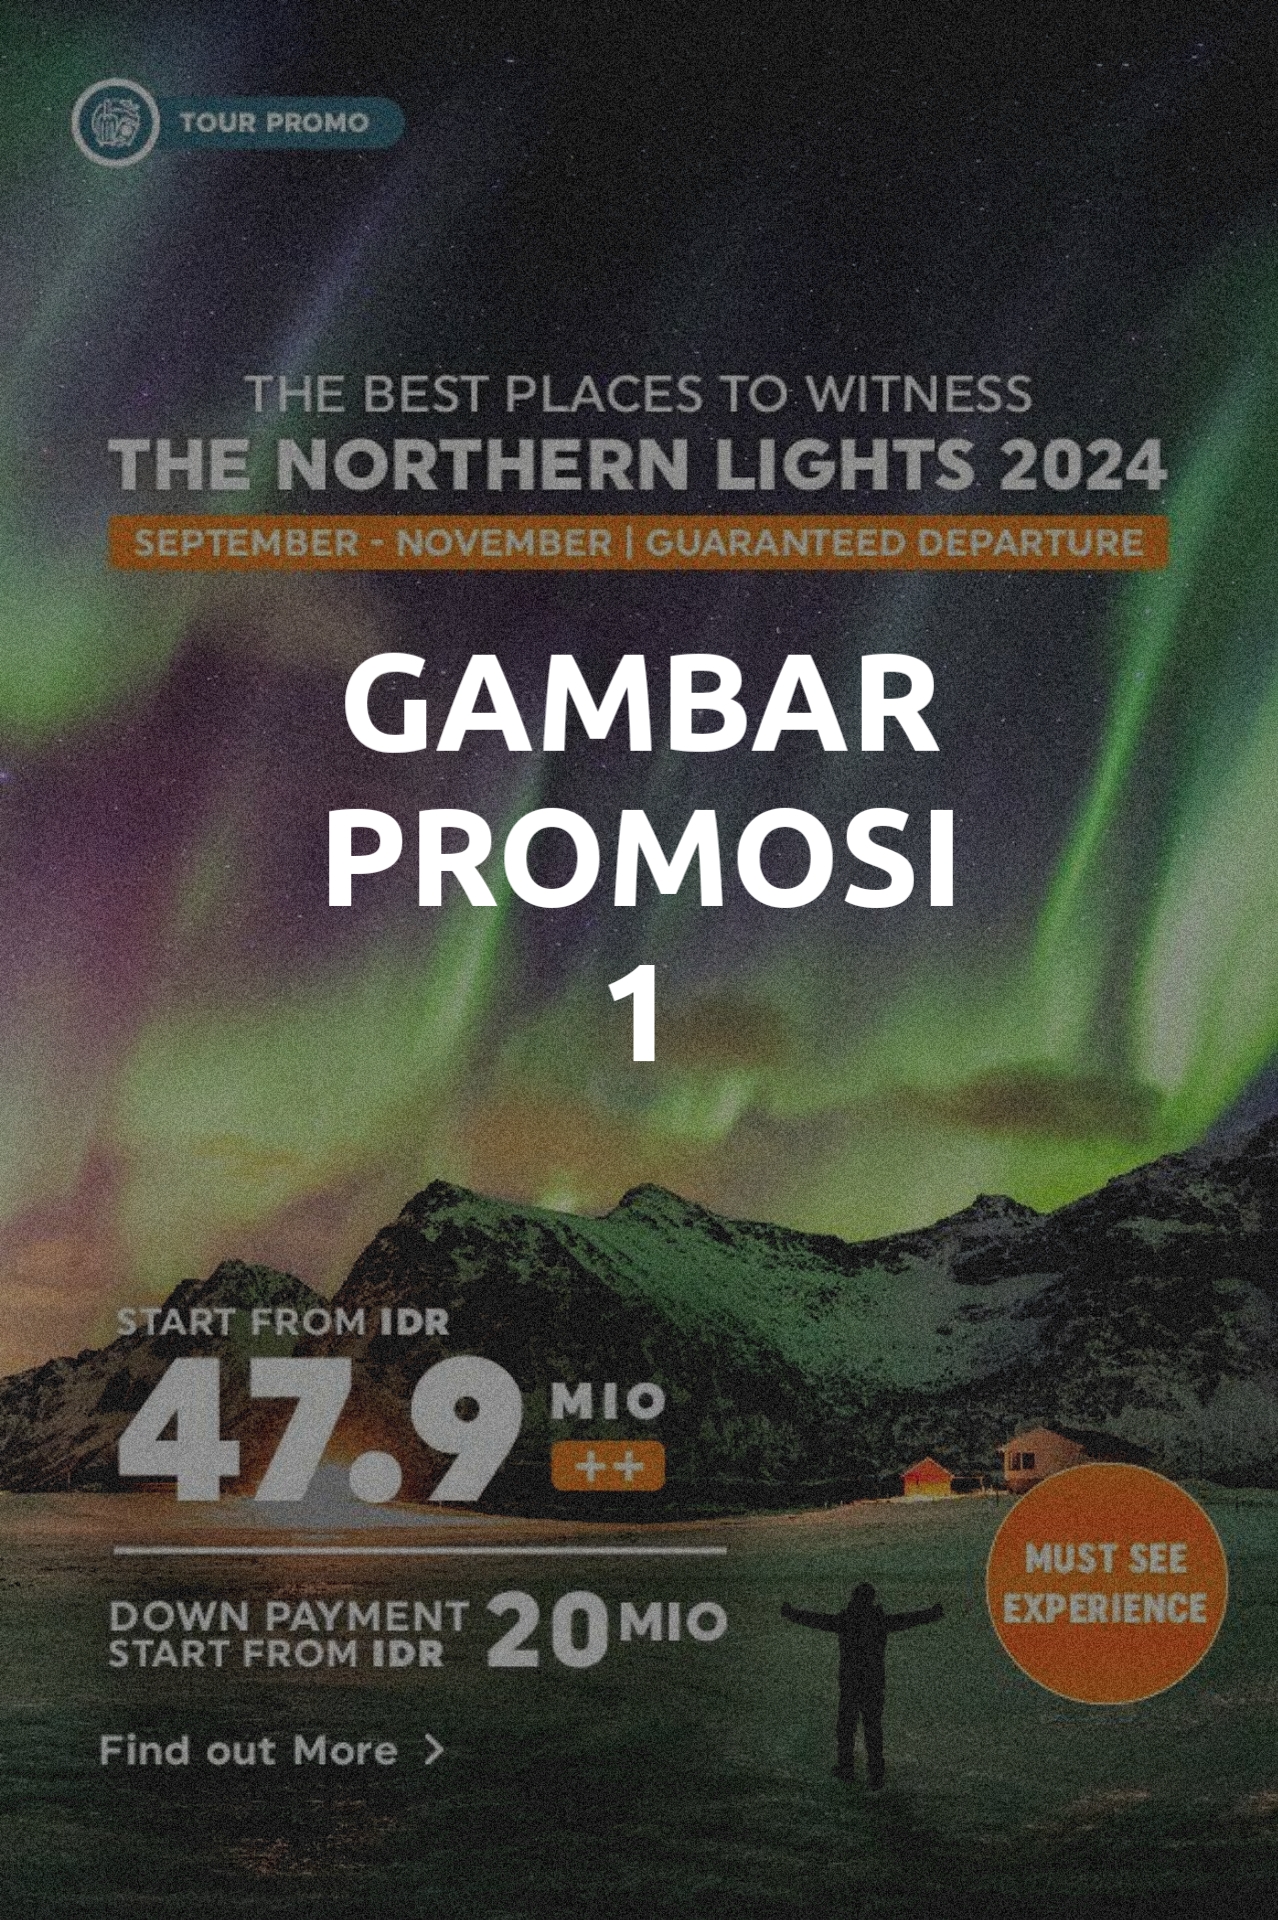 TOUR PROMO
THE BEST PLACES TO WITNESS
THE NORTHERN LIGHTS 2024
SEPTEMBER - NOVEMBER | GUARANTEED DEPARTURE
GAMBAR
PROMOSI
1
START FROM IDR
47.9 MIO
++
MUST SEE
EXPERIENCE
DOWN PAYMENT
START FROM IDR 20 MIO
Find out More >